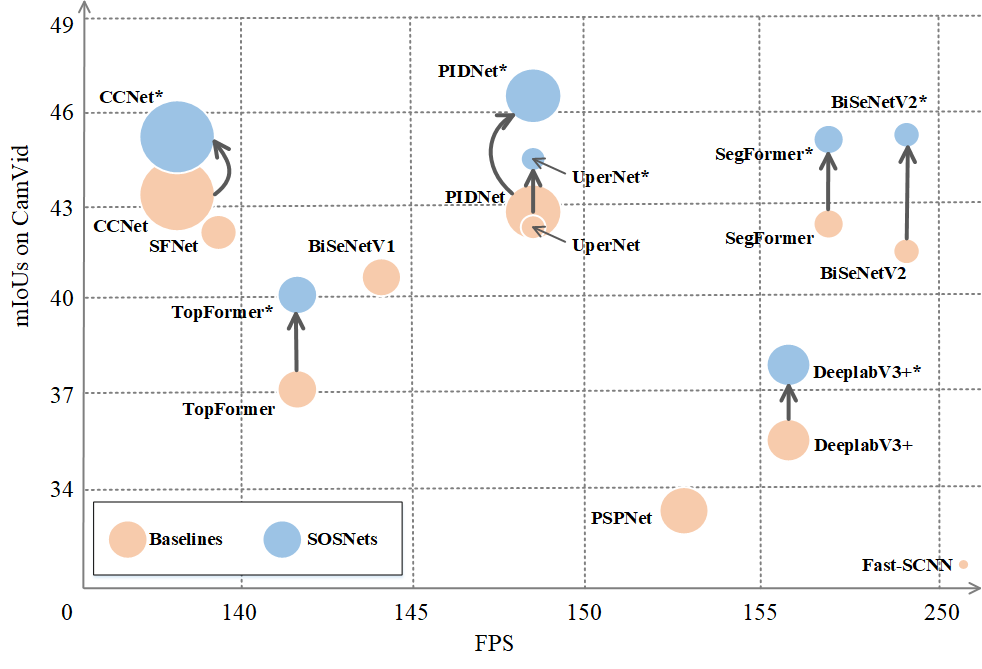 49
46
43
40
37
34
mIoUs on CamVid
PIDNet*
CCNet*
BiSeNetV2*
SegFormer*
UperNet*
PIDNet
CCNet
SFNet
BiSeNetV1
UperNet
SegFormer
BiSeNetV2
TopFormer*
DeeplabV3+*
TopFormer
DeeplabV3+
PSPNet
Baselines
SOSNets
Fast-SCNN
0
140
145
150
155
250
FPS